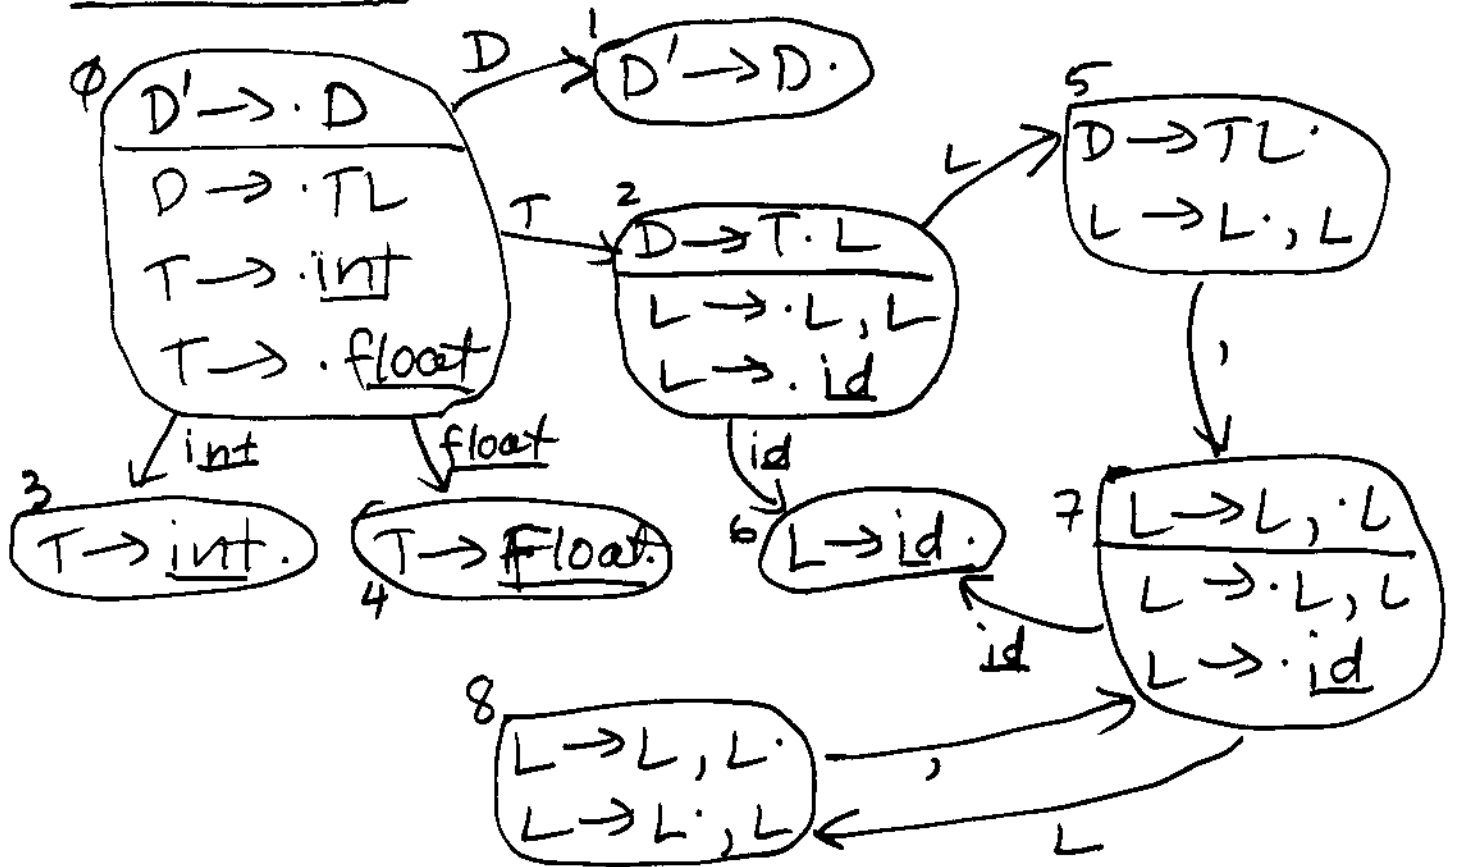 0
D' → · D
D → · T L
T → · int
T → · float
D
1
D' → D ·
T
2
D → T · L
L → · L , L
L → · id
L
5
D → T L ·
L → L · , L
,
int
float
id
3
T → int .
4
T → float .
6
L → id .
id
7
L → L , · L
L → · L , L
L → · id
8
L → L , L ·
L → L · , L
,
L